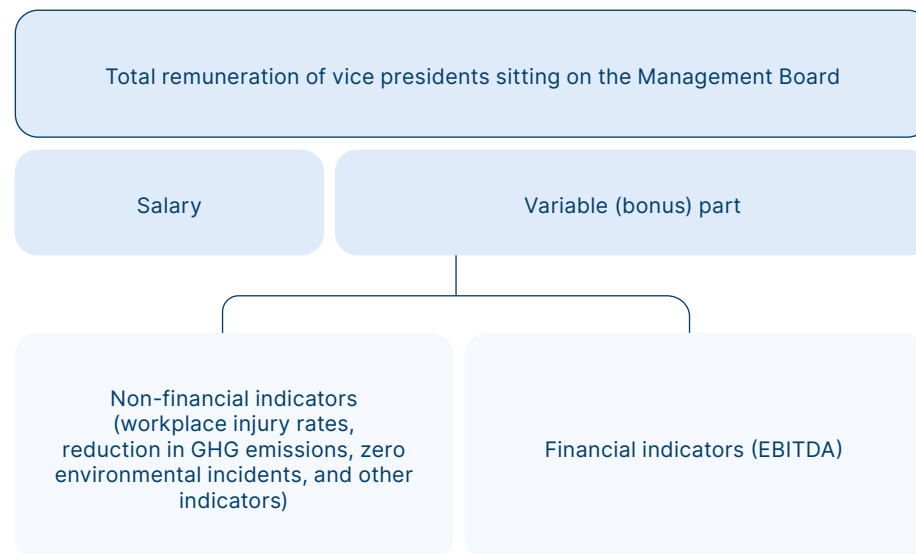 Total remuneration of vice presidents sitting on the Management Board
Salary
Variable (bonus) part
Non-financial indicators
(workplace injury rates,
reduction in GHG emissions, zero
environmental incidents, and other
indicators)
Financial indicators (EBITDA)